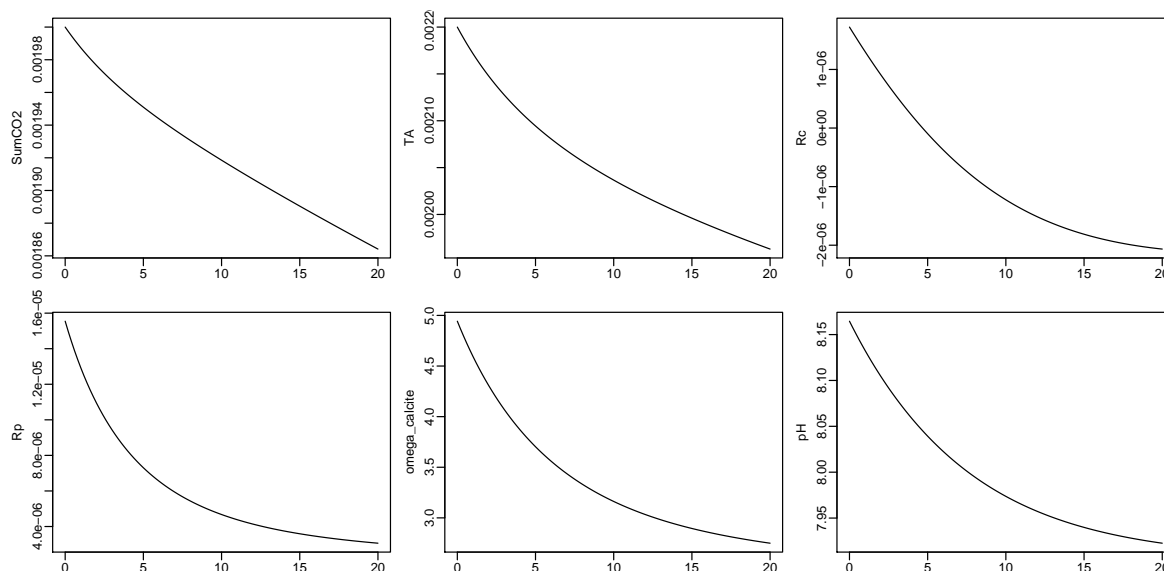 SumCO2
0.00186 0.00190 0.00194 0.00198
0 5 10 15 20
TA
0.00200 0.00210 0.0022
0 5 10 15 20
Rc
−2e−06 −1e−06 0e+00 1e−06
0 5 10 15 20
Rp
4.0e−06 8.0e−06 1.2e−05 1.6e−05
0 5 10 15 20
omega_calcite
3.0 3.5 4.0 4.5 5.0
0 5 10 15 20
pH
7.95 8.00 8.05 8.10 8.15
0 5 10 15 20